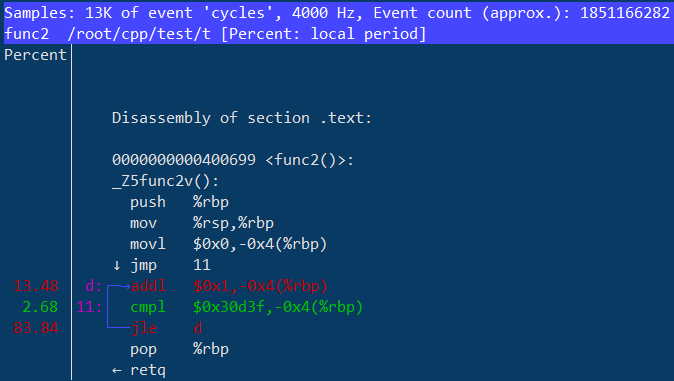 Samples: 13K of event 'cycles', 4000 Hz, Event count (approx.): 1851166282
func2  /root/cpp/test/t [Percent: local period]
Percent
Disassembly of section .text:
0000000000400699 <func2()>:
_Z5func2v():
push   %rbp
mov    %rsp,%rbp
movl   $0x0,-0x4(%rbp)
↓ jmp    11
13.48 d: →addl   $0x1,-0x4(%rbp)
2.68 11: cmpl   $0x30d3f,-0x4(%rbp)
83.84 jle    d
pop    %rbp
← retq